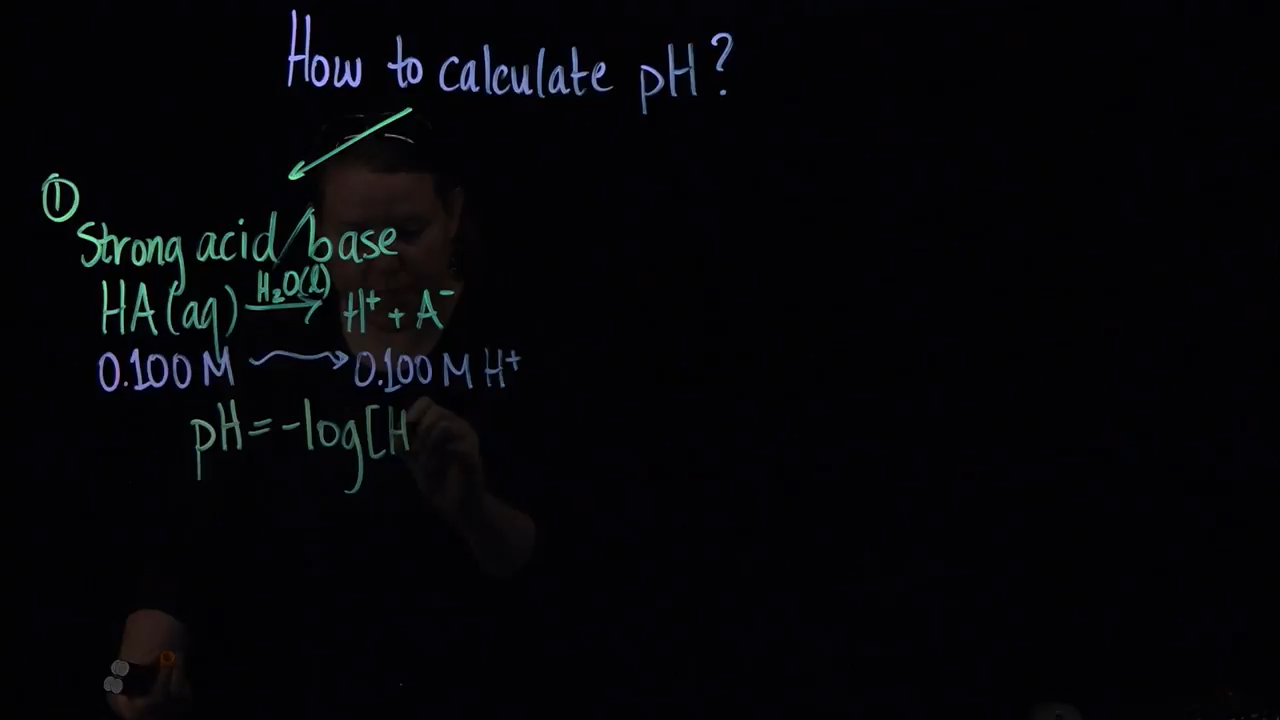 How to calculate pH?
①
Strong acid/base
HA(aq) H₂O(l)→ H⁺ + A⁻
0.100 M → 0.100 M H⁺
pH = -log[H